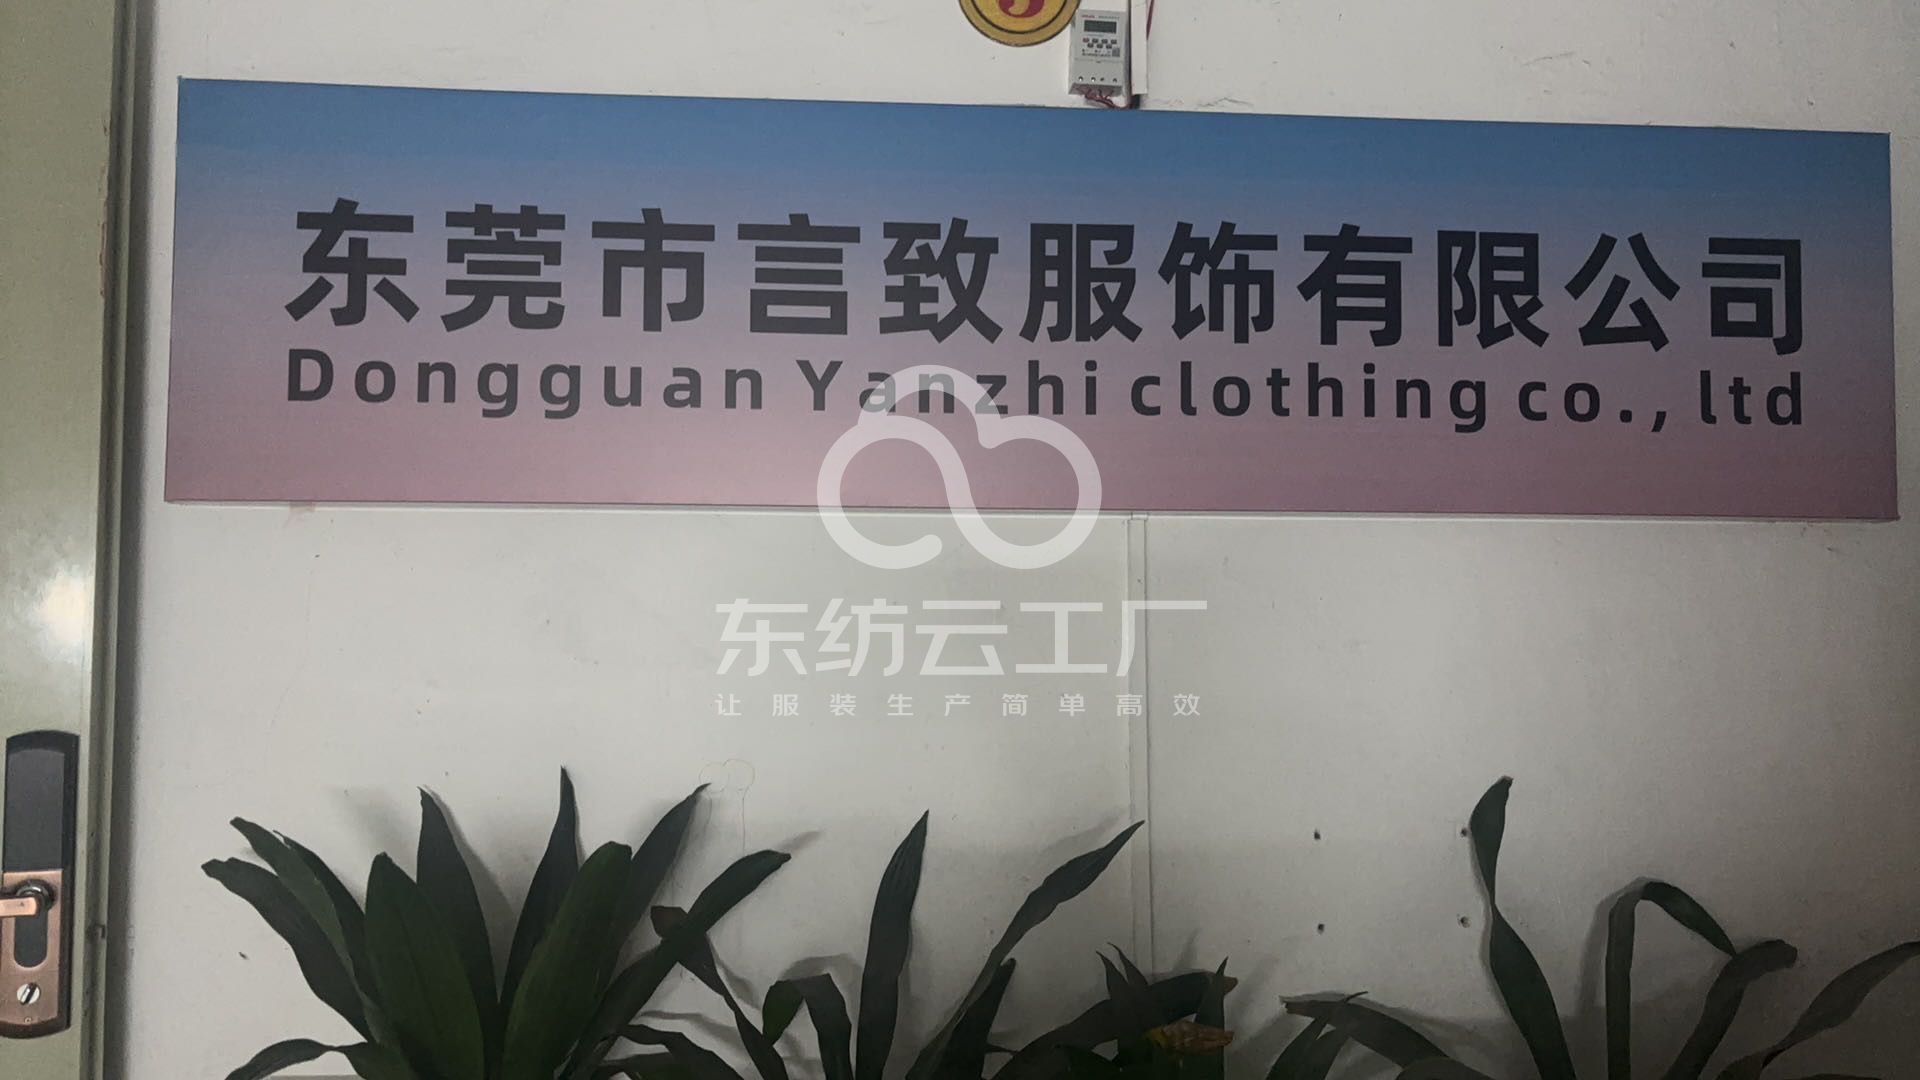 东莞市言致服饰有限公司
Dongguan Yanzhi clothing co., ltd
东纺云工厂
让服装生产简单高效